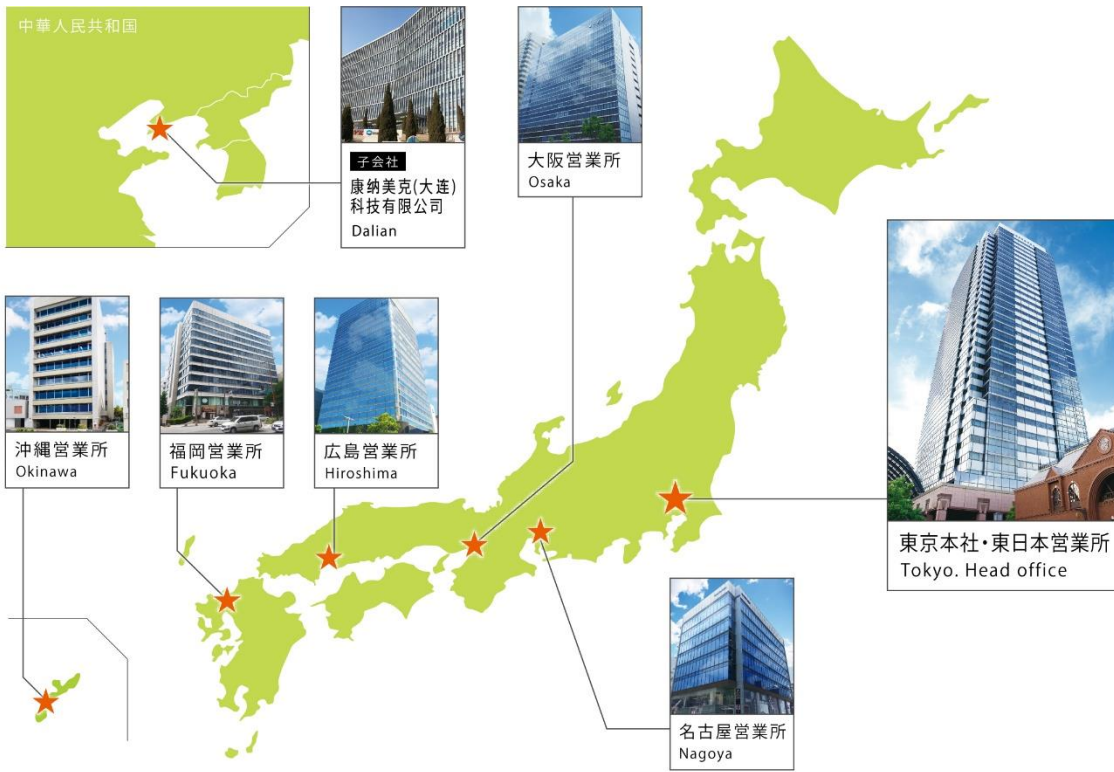 中華人民共和国
子会社
康納美克(大连)
科技有限公司
Dalian
大阪営業所
Osaka
沖縄営業所
Okinawa
福岡営業所
Fukuoka
広島営業所
Hiroshima
東京本社・東日本営業所
Tokyo. Head office
名古屋営業所
Nagoya